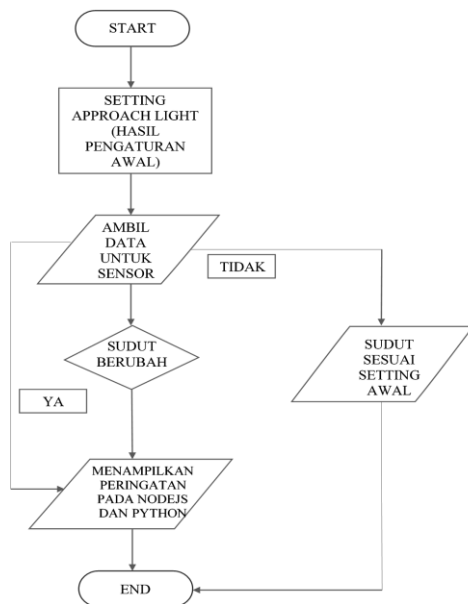 START
SETTING
APPROACH LIGHT
(HASIL
PENGATURAN
AWAL)
AMBIL
DATA
UNTUK
SENSOR
TIDAK
SUDUT
BERUBAH
SUDUT
SESUAI
SETTING
AWAL
YA
MENAMPILKAN
PERINGATAN
PADA NODEJS
DAN PYTHON
END